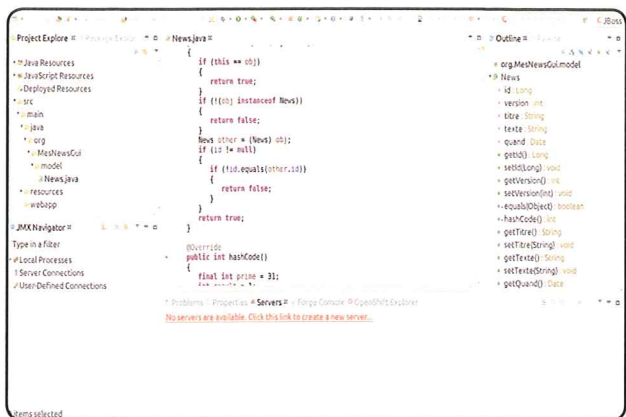 JBoss
Project Explore
News.java
Outline
Java Resources
JavaScript Resources
Deployed Resources
src
main
java
org
MesNewsGui
model
News.java
resources
webapp
JMX Navigator
Type in a filter
Local Processes
Server Connections
User-Defined Connections
{
if (this == obj)
{
return true;
}
if (!(obj instanceof News))
{
return false;
}
News other = (News) obj;
if (id != null)
{
if (!id.equals(other.id))
{
return false;
}
}
return true;
}
@Override
public int hashCode()
{
final int prime = 31;
org.MesNewsGui.model
News
id : Long
version : int
titre : String
texte : String
quand : Date
getId() : Long
setId(Long) : void
getVersion() : int
setVersion(int) : void
equals(Object) : boolean
hashCode() : int
getTitre() : String
setTitre(String) : void
getTexte() : String
setTexte(String) : void
getQuand() : Date
Problems Properties Servers Forge Console OpenShift Explorer
No servers are available. Click this link to create a new server...
items selected